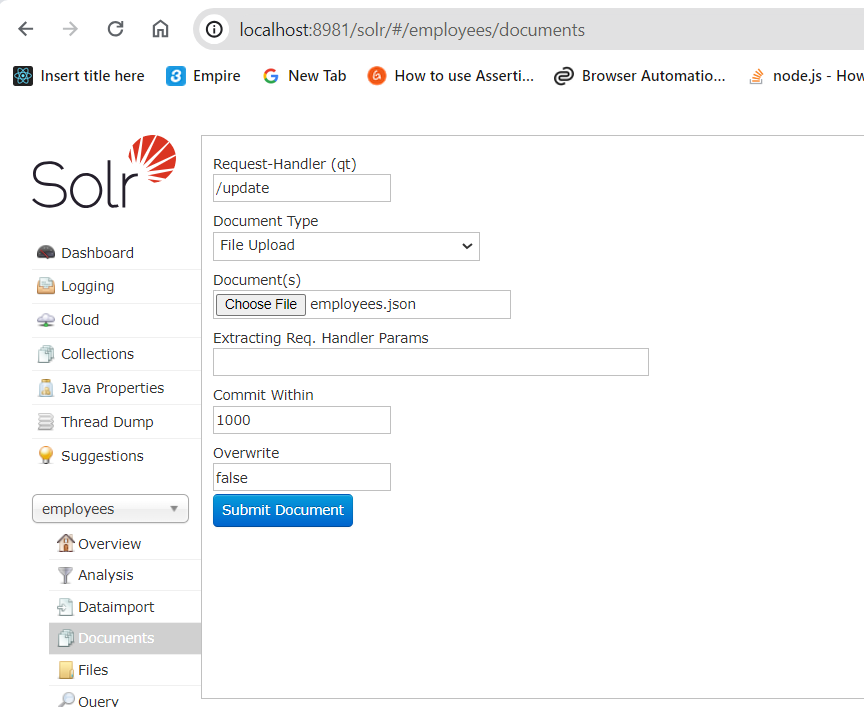 localhost:8981/solr/#/employees/documents
Insert title here
Empire
New Tab
How to use Asserti...
Browser Automatio...
node.js - How
Solr
Dashboard
Logging
Cloud
Collections
Java Properties
Thread Dump
Suggestions
employees
Overview
Analysis
Dataimport
Documents
Files
Query
Request-Handler (qt)
/update
Document Type
File Upload
Document(s)
Choose File employees.json
Extracting Req. Handler Params
Commit Within
1000
Overwrite
false
Submit Document